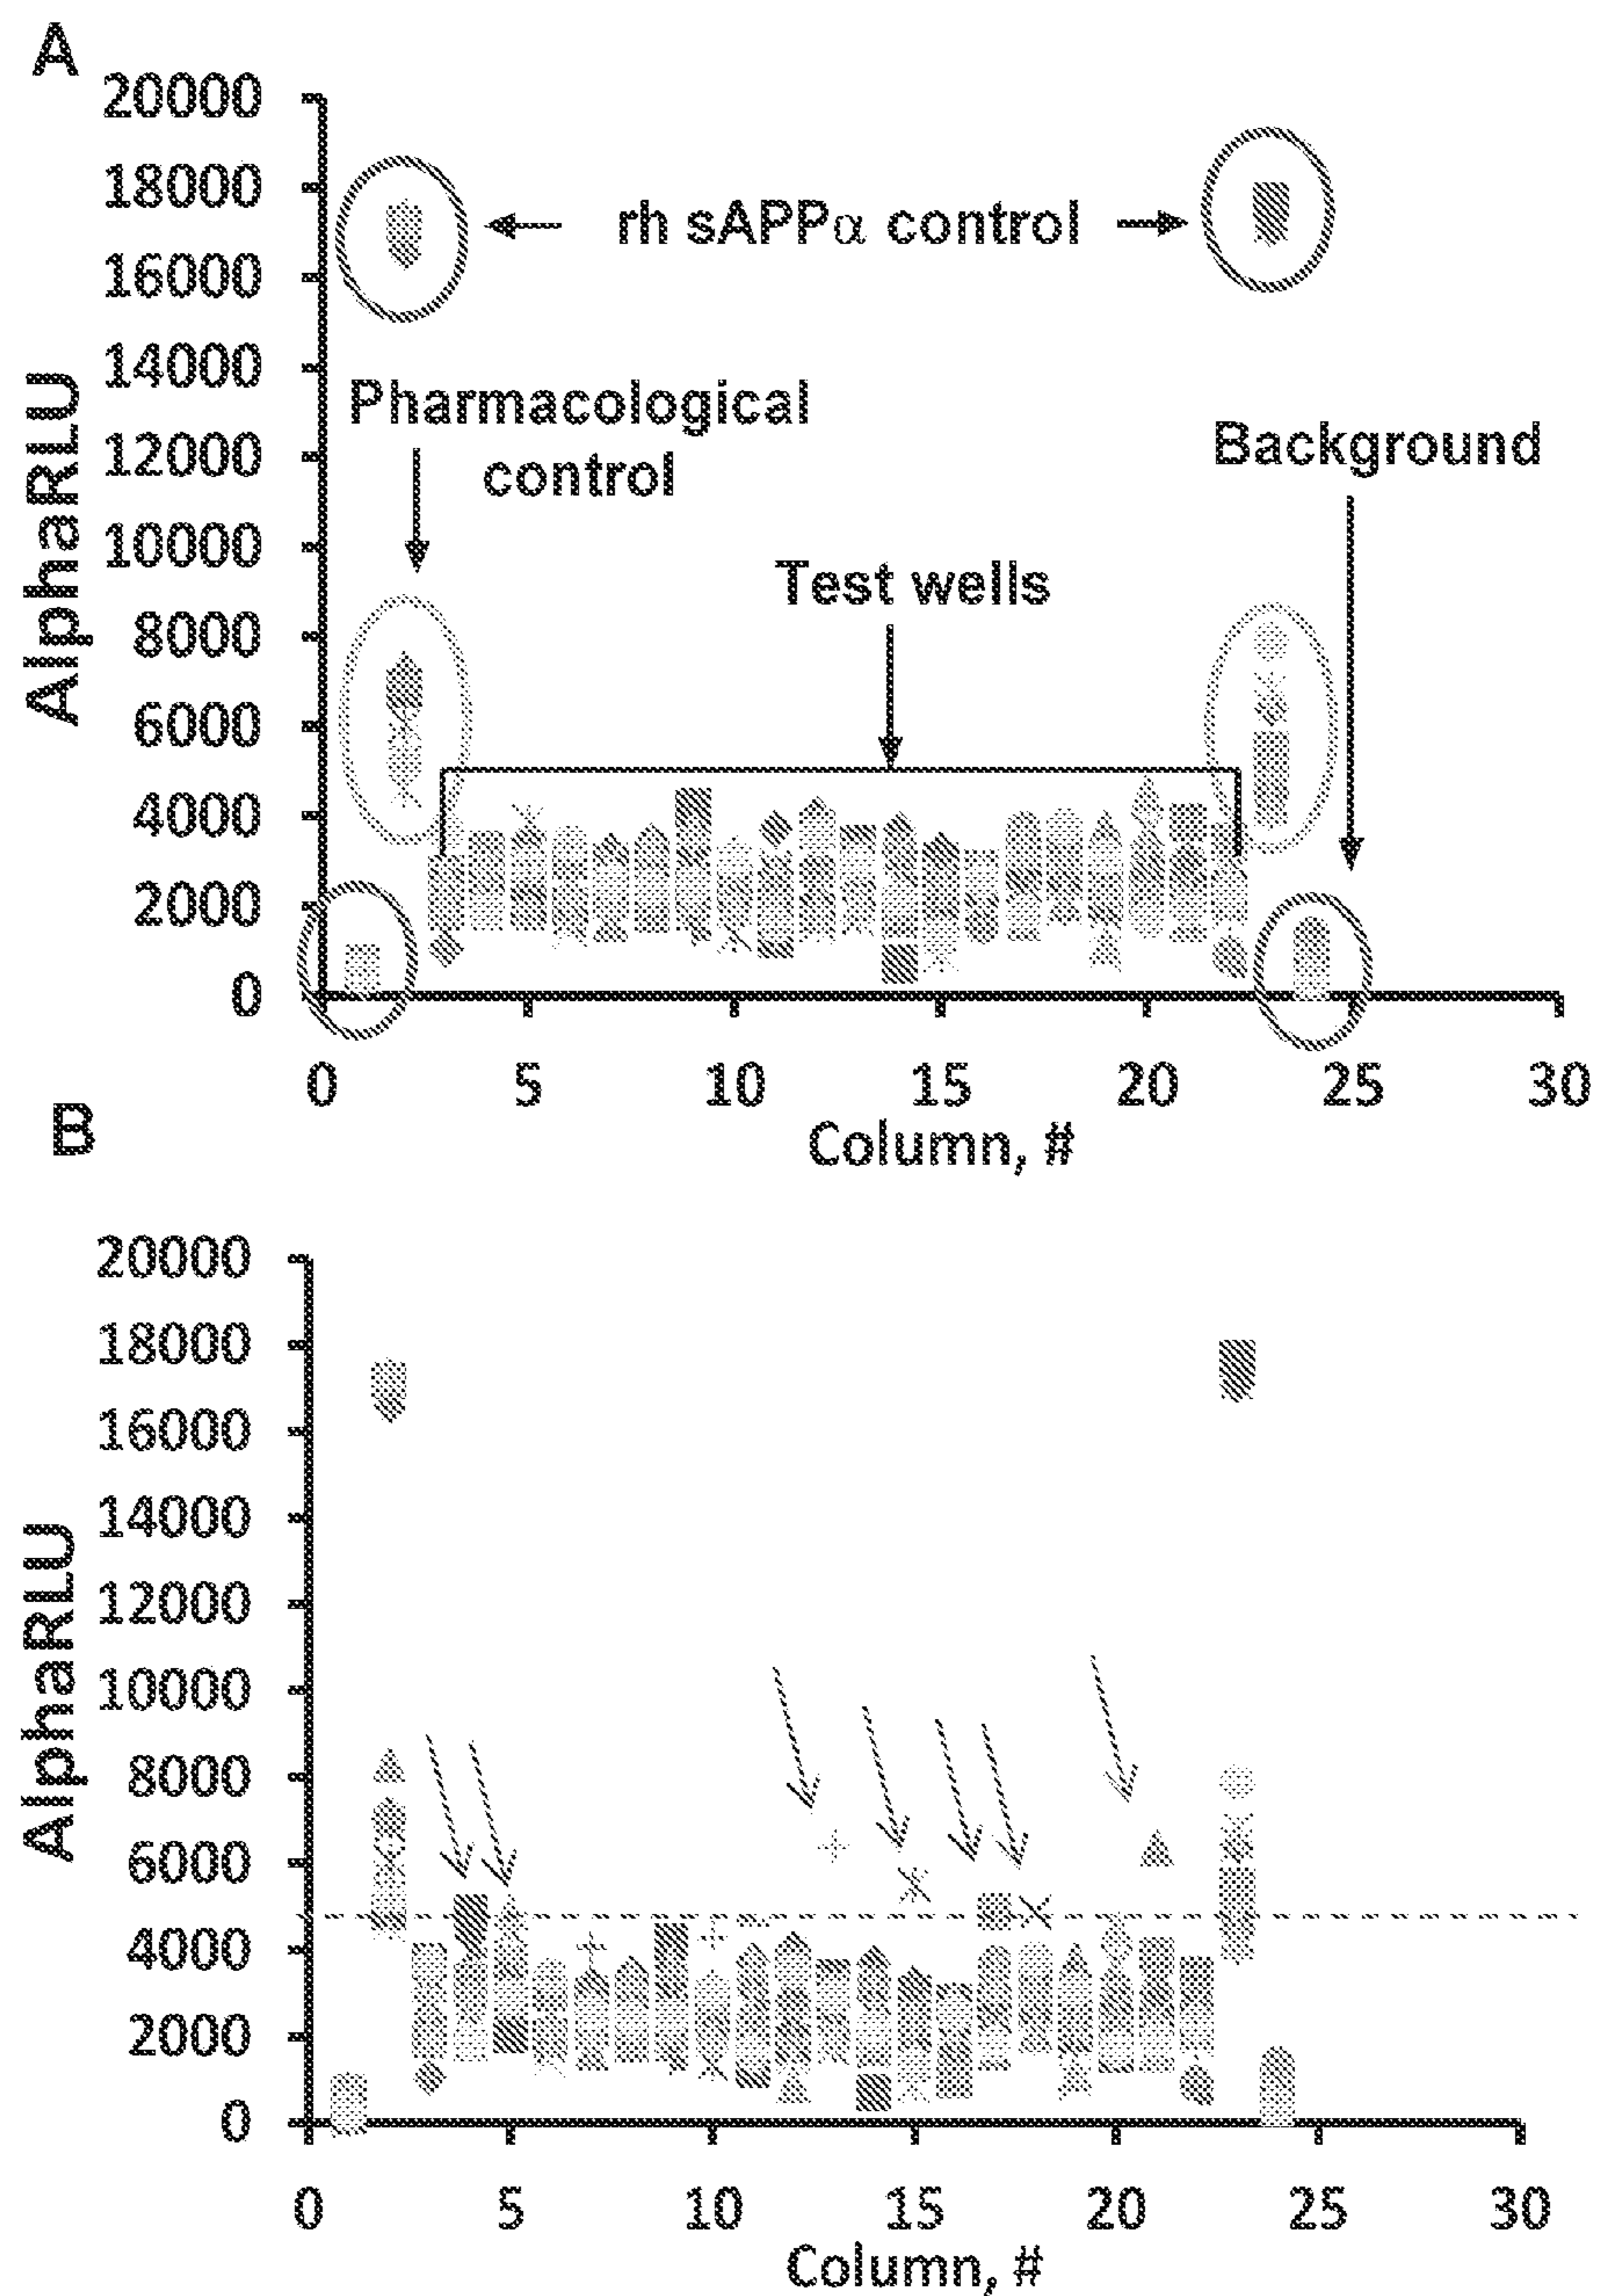 A
20000
18000
rh sAPPα control
16000
14000
Pharmacological
control
12000
Background
10000
Test wells
8000
6000
4000
2000
0
AlphaRLU
0 5 10 15 20 25 30
Column, #
B
20000
18000
16000
14000
12000
10000
8000
6000
4000
2000
0
AlphaRLU
0 5 10 15 20 25 30
Column, #